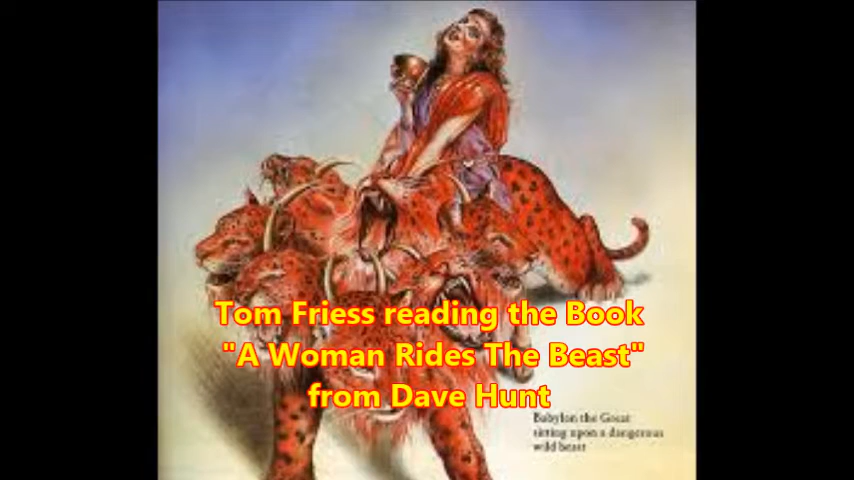 Tom Friess reading the Book
"A Woman Rides The Beast"
from Dave Hunt
Babylon the Great
sitting upon a dangerous
wild beast